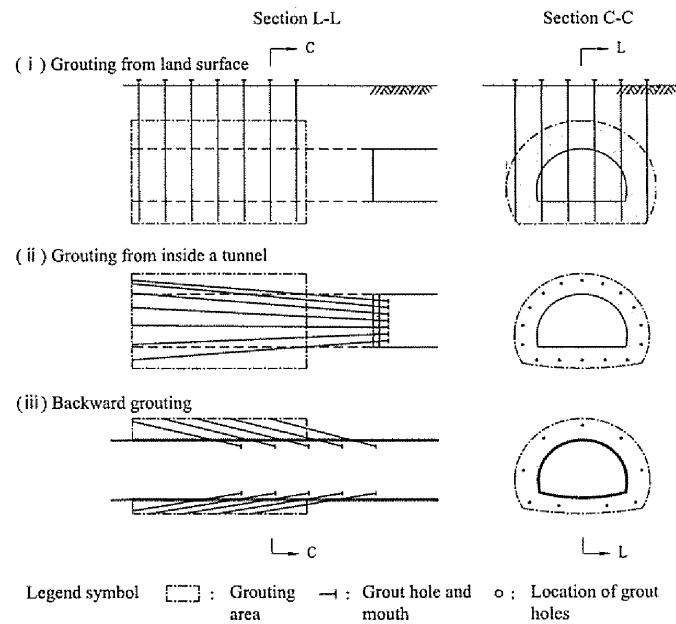 Section L-L
Section C-C
C
L
(ⅰ) Grouting from land surface
(ⅱ) Grouting from inside a tunnel
(ⅲ) Backward grouting
C
L
Legend symbol
: Grouting area
: Grout hole and mouth
: Location of grout holes